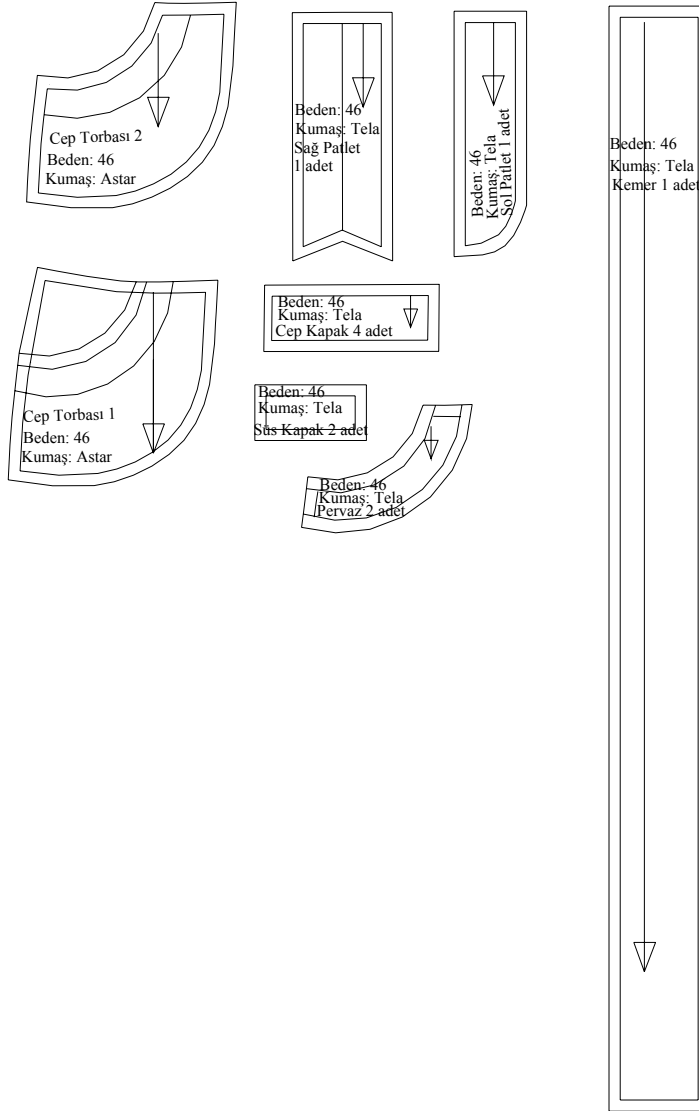 Cep Torbası 2
Beden: 46
Kumaş: Astar
Beden: 46
Kumaş: Tela
Sağ Patlet
1 adet
Beden: 46
Kumaş: Tela
Sol Patlet 1 adet
Beden: 46
Kumaş: Tela
Kemer 1 adet
Cep Torbası 1
Beden: 46
Kumaş: Astar
Beden: 46
Kumaş: Tela
Cep Kapak 4 adet
Beden: 46
Kumaş: Tela
Süs Kapak 2 adet
Beden: 46
Kumaş: Tela
Pervaz 2 adet